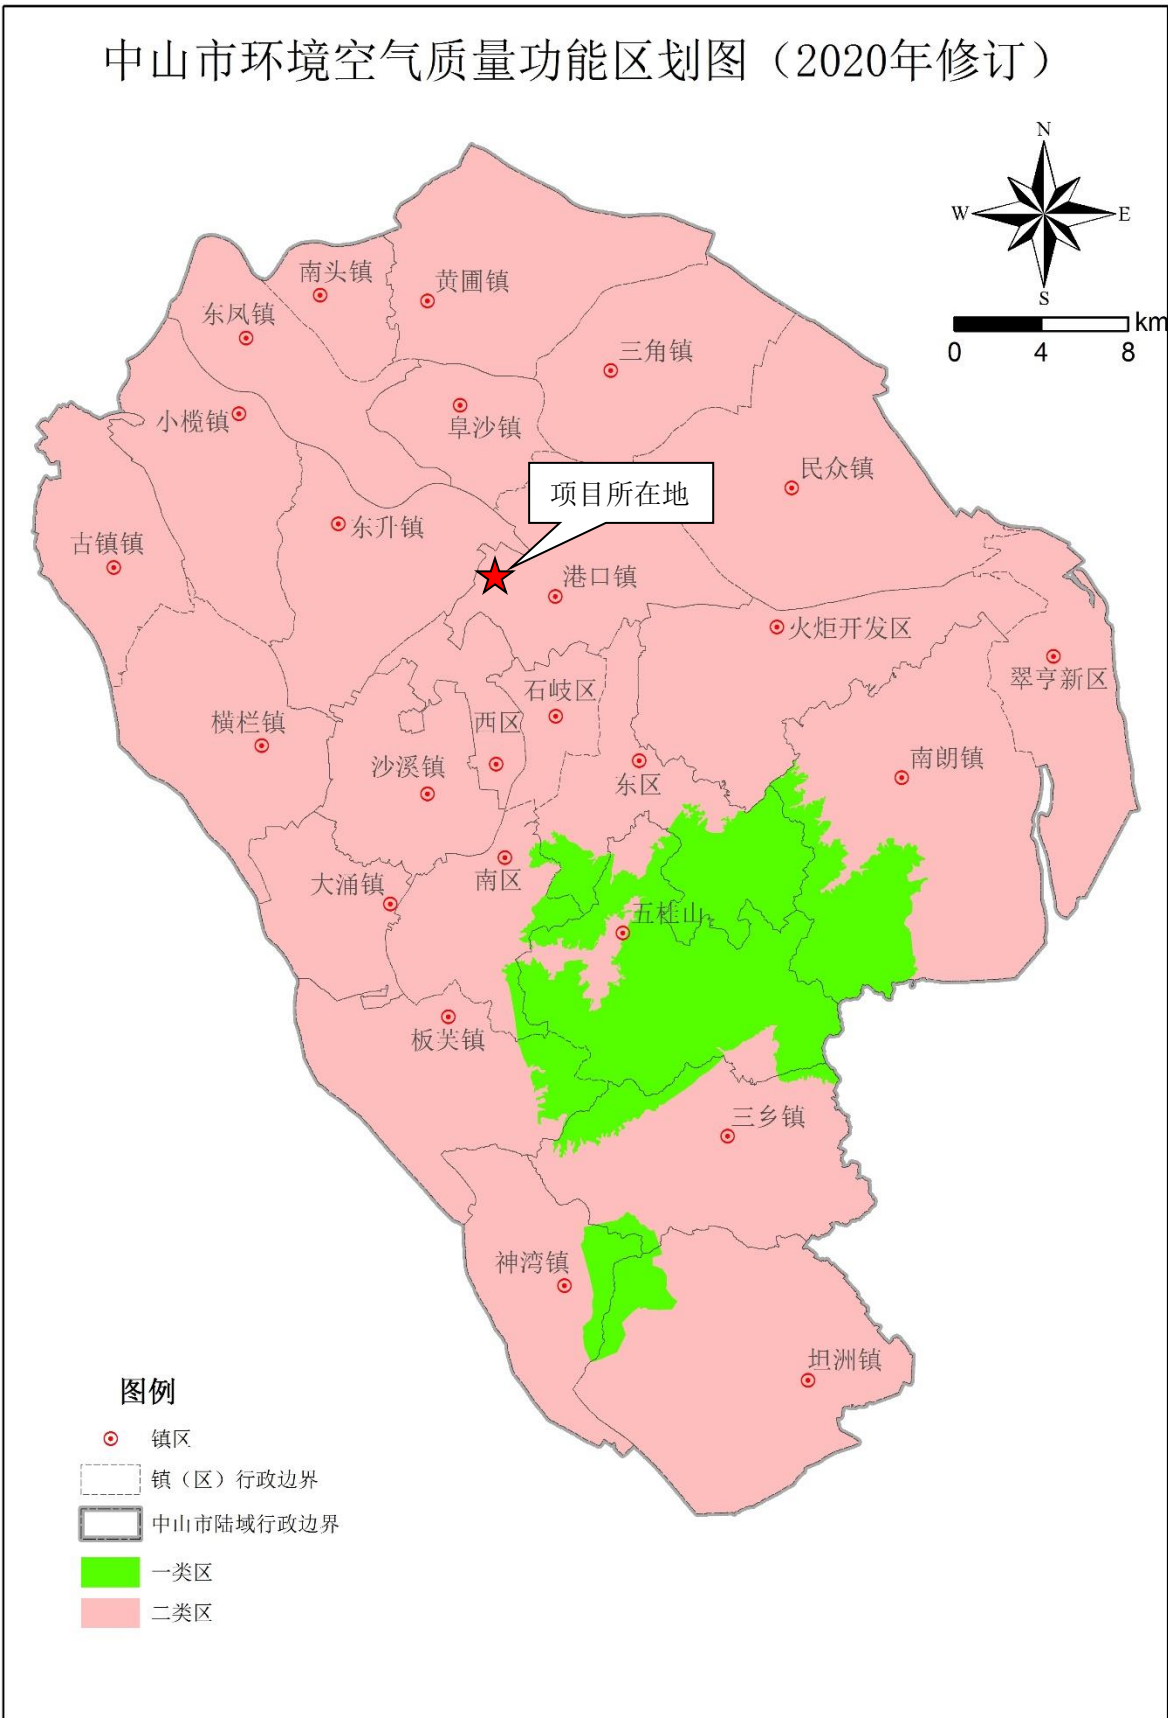 中山市环境空气质量功能区划图（2020年修订）
N
W
E
S
km
0
4
8
南头镇
黄圃镇
东凤镇
三角镇
小榄镇
阜沙镇
民众镇
项目所在地
东升镇
古镇镇
港口镇
火炬开发区
翠亨新区
石岐区
横栏镇
西区
沙溪镇
东区
南朗镇
南区
大涌镇
五桂山
板芙镇
三乡镇
神湾镇
坦洲镇
图例
镇区
镇（区）行政边界
中山市陆域行政边界
一类区
二类区